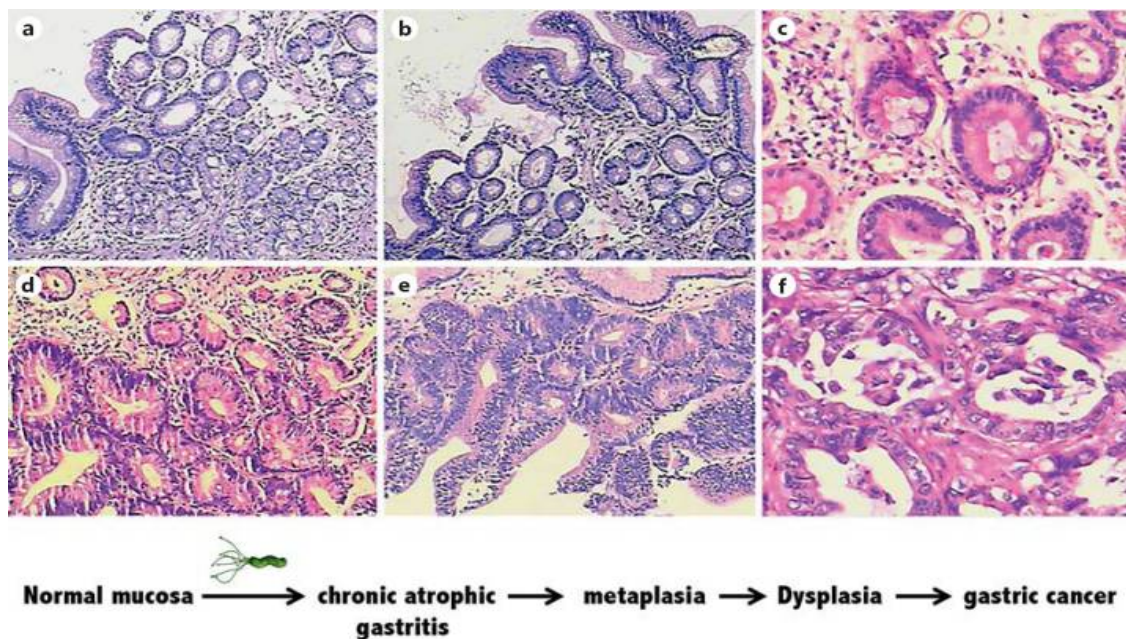 a
b
c
d
e
f
Normal mucosa
chronic atrophic
gastritis
metaplasia
Dysplasia
gastric cancer